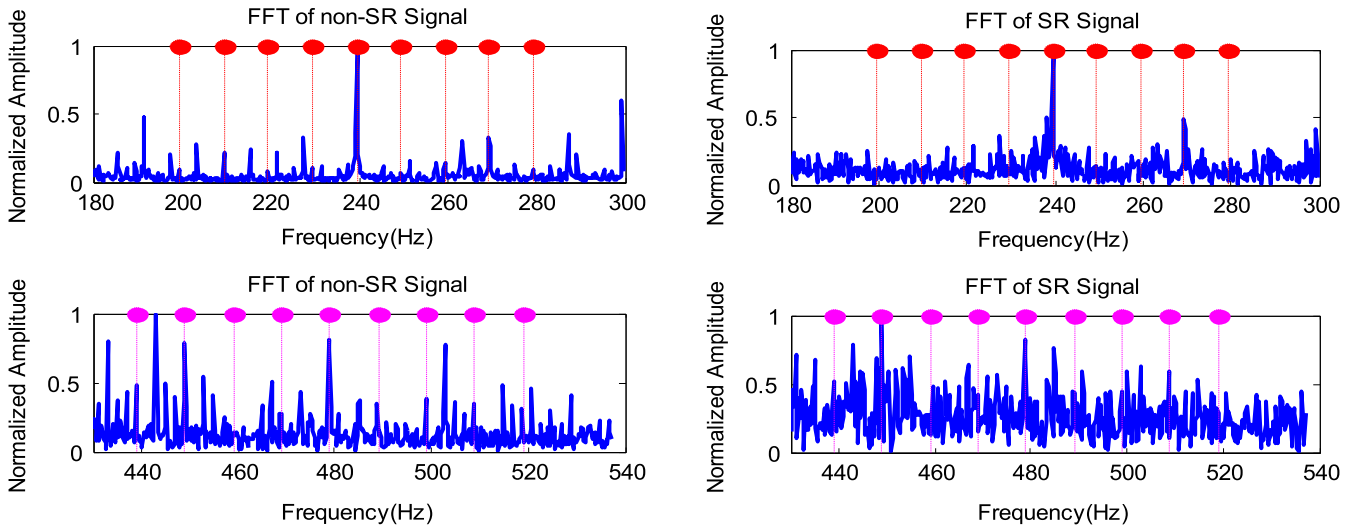 FFT of non-SR Signal
Normalized Amplitude
1
0.5
0
180 200 220 240 260 280 300
Frequency(Hz)
FFT of SR Signal
Normalized Amplitude
1
0.5
0
180 200 220 240 260 280 300
Frequency(Hz)
FFT of non-SR Signal
Normalized Amplitude
1
0.5
0
440 460 480 500 520 540
Frequency(Hz)
FFT of SR Signal
Normalized Amplitude
1
0.5
0
440 460 480 500 520 540
Frequency(Hz)